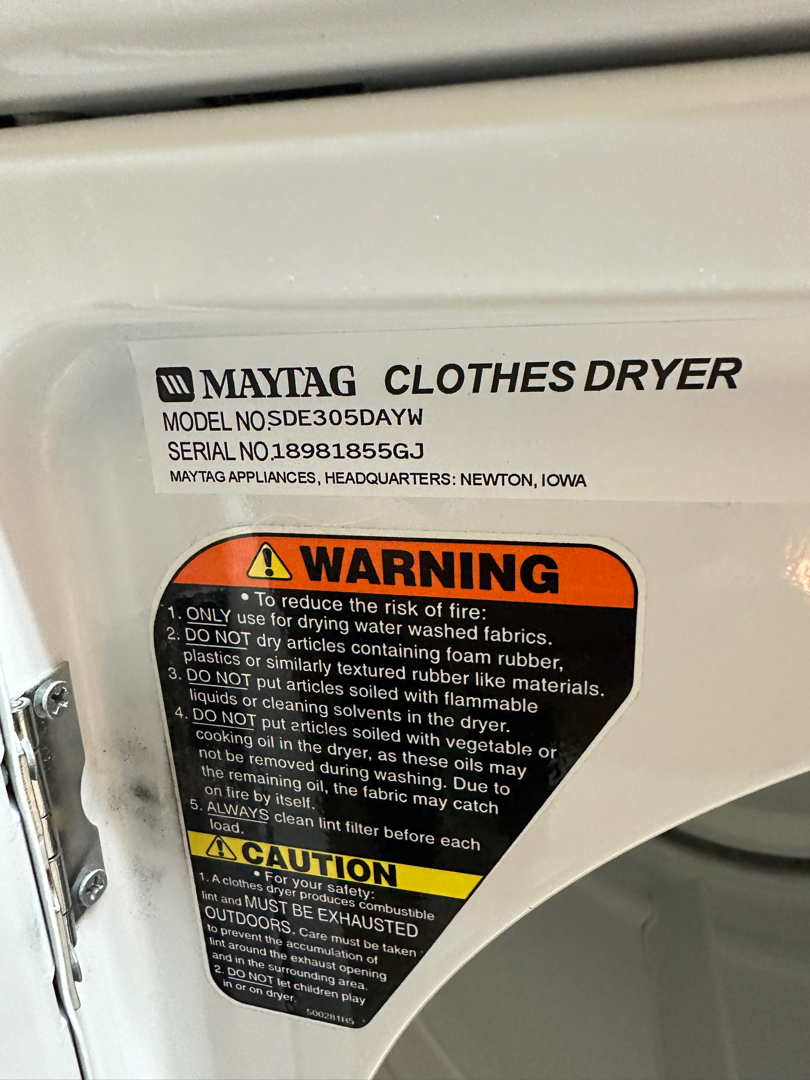 MAYTAG CLOTHES DRYER
MODEL NO.SDE305DAYW
SERIAL NO.18981855GJ
MAYTAG APPLIANCES, HEADQUARTERS: NEWTON, IOWA
WARNING
• To reduce the risk of fire:
1. ONLY use for drying water washed fabrics.
2. DO NOT dry articles containing foam rubber,
plastics or similarly textured rubber like materials.
3. DO NOT put articles soiled with flammable
liquids or cleaning solvents in the dryer.
4. DO NOT put articles soiled with vegetable or
cooking oil in the dryer, as these oils may
not be removed during washing. Due to
the remaining oil, the fabric may catch
on fire by itself.
5. ALWAYS clean lint filter before each
load.
CAUTION
• For your safety:
1. A clothes dryer produces combustible
lint and MUST BE EXHAUSTED
OUTDOORS. Care must be taken
to prevent the accumulation of
lint around the exhaust opening
and in the surrounding area.
2. DO NOT let children play
in or on dryer.